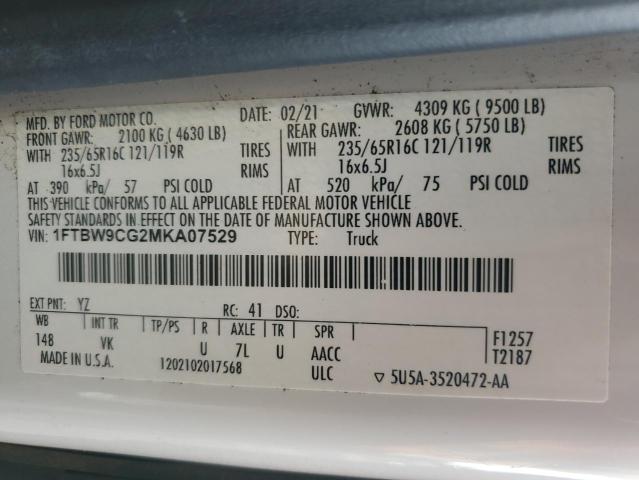 MFD. BY FORD MOTOR CO. DATE: 02/21 GVWR: 4309 KG ( 9500 LB)
FRONT GAWR: 2100 KG ( 4630 LB) REAR GAWR: 2608 KG ( 5750 LB)
WITH 235/65R16C 121/119R TIRES WITH 235/65R16C 121/119R TIRES
16x6.5J RIMS 16x6.5J RIMS
AT 390 kPa/ 57 PSI COLD AT 520 kPa/ 75 PSI COLD
THIS VEHICLE CONFORMS TO ALL APPLICABLE FEDERAL MOTOR VEHICLE
SAFETY STANDARDS IN EFFECT ON THE DATE OF MANUFACTURE SHOWN ABOVE.
VIN: 1FTBW9CG2MKA07529 TYPE: Truck
EXT PNT: YZ RC: 41 DSO:
WB INT TR TP/PS R AXLE TR SPR F1257
148 VK U 7L U AACC T2187
MADE IN U.S.A. 1202102017568 ULC ▽ 5U5A-3520472-AA